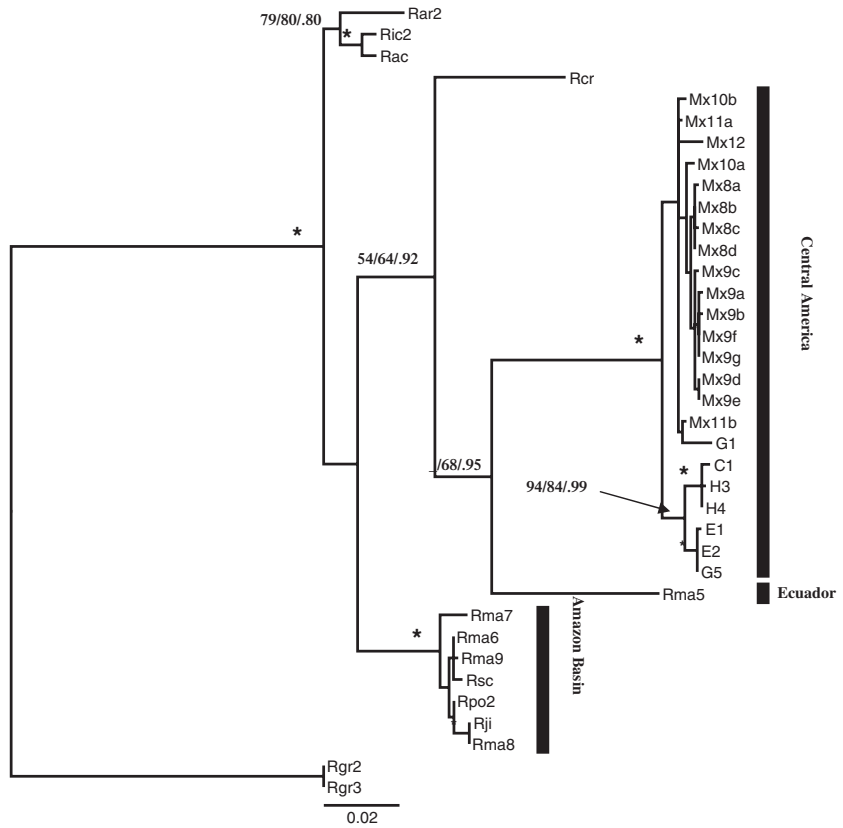 79/80/.80
Rar2
*
Ric2
Rac
Rcr
Mx10b
Mx11a
Mx12
Mx10a
Mx8a
Mx8b
Mx8c
Mx8d
*
Mx9c
54/64/.92
Mx9a
Mx9b
Mx9f
*
Mx9g
Mx9d
Mx9e
Mx11b
G1
Central America
_/68/.95
*
C1
94/84/.99
H3
H4
E1
*
E2
G5
Rma5
Ecuador
Rma7
*
Rma6
Rma9
Rsc
Rpo2
*
Rji
Rma8
Amazon Basin
Rgr2
Rgr3
0.02